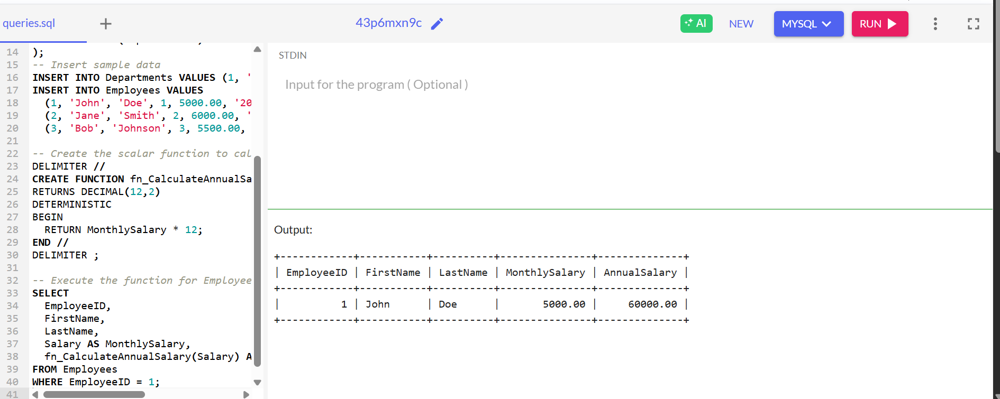 queries.sql + 43p6mxn9c AI NEW MYSQL RUN
14 );
15 -- Insert sample data
16 INSERT INTO Departments VALUES (1, '
17 INSERT INTO Employees VALUES
18   (1, 'John', 'Doe', 1, 5000.00, '20
19   (2, 'Jane', 'Smith', 2, 6000.00, '
20   (3, 'Bob', 'Johnson', 3, 5500.00,
21
22 -- Create the scalar function to cal
23 DELIMITER //
24 CREATE FUNCTION fn_CalculateAnnualSa
25 RETURNS DECIMAL(12,2)
26 DETERMINISTIC
27 BEGIN
28   RETURN MonthlySalary * 12;
29 END //
30 DELIMITER ;
31
32 -- Execute the function for Employee
33 SELECT
34   EmployeeID,
35   FirstName,
36   LastName,
37   Salary AS MonthlySalary,
38   fn_CalculateAnnualSalary(Salary) A
39 FROM Employees
40 WHERE EmployeeID = 1;
41
STDIN
Input for the program ( Optional )
Output:
+------------+-----------+----------+---------------+--------------+
| EmployeeID | FirstName | LastName | MonthlySalary | AnnualSalary |
+------------+-----------+----------+---------------+--------------+
|          1 | John      | Doe      |       5000.00 |     60000.00 |
+------------+-----------+----------+---------------+--------------+